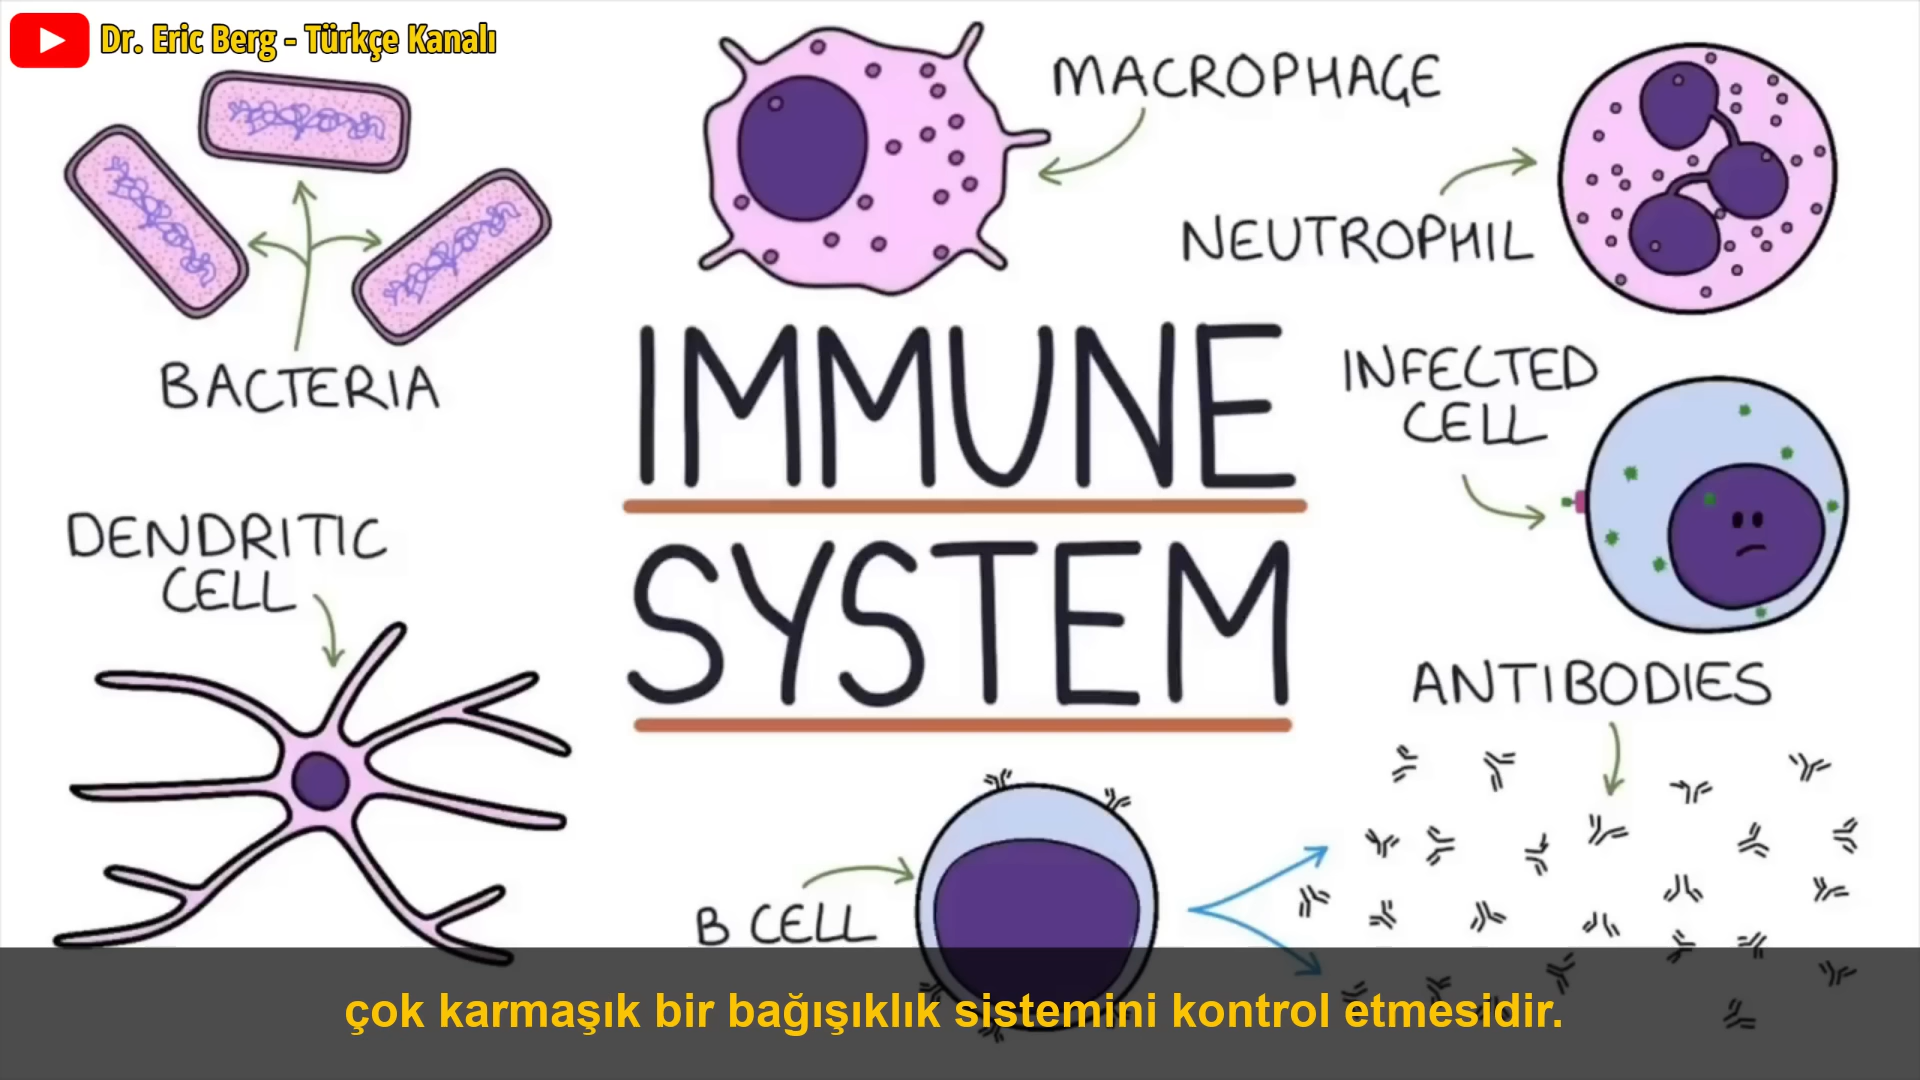 Dr. Eric Berg - Türkçe Kanalı
MACROPHAGE
NEUTROPHIL
BACTERIA
IMMUNE
SYSTEM
INFECTED
CELL
DENDRITIC
CELL
ANTIBODIES
B CELL
çok karmaşık bir bağışıklık sistemini kontrol etmesidir.